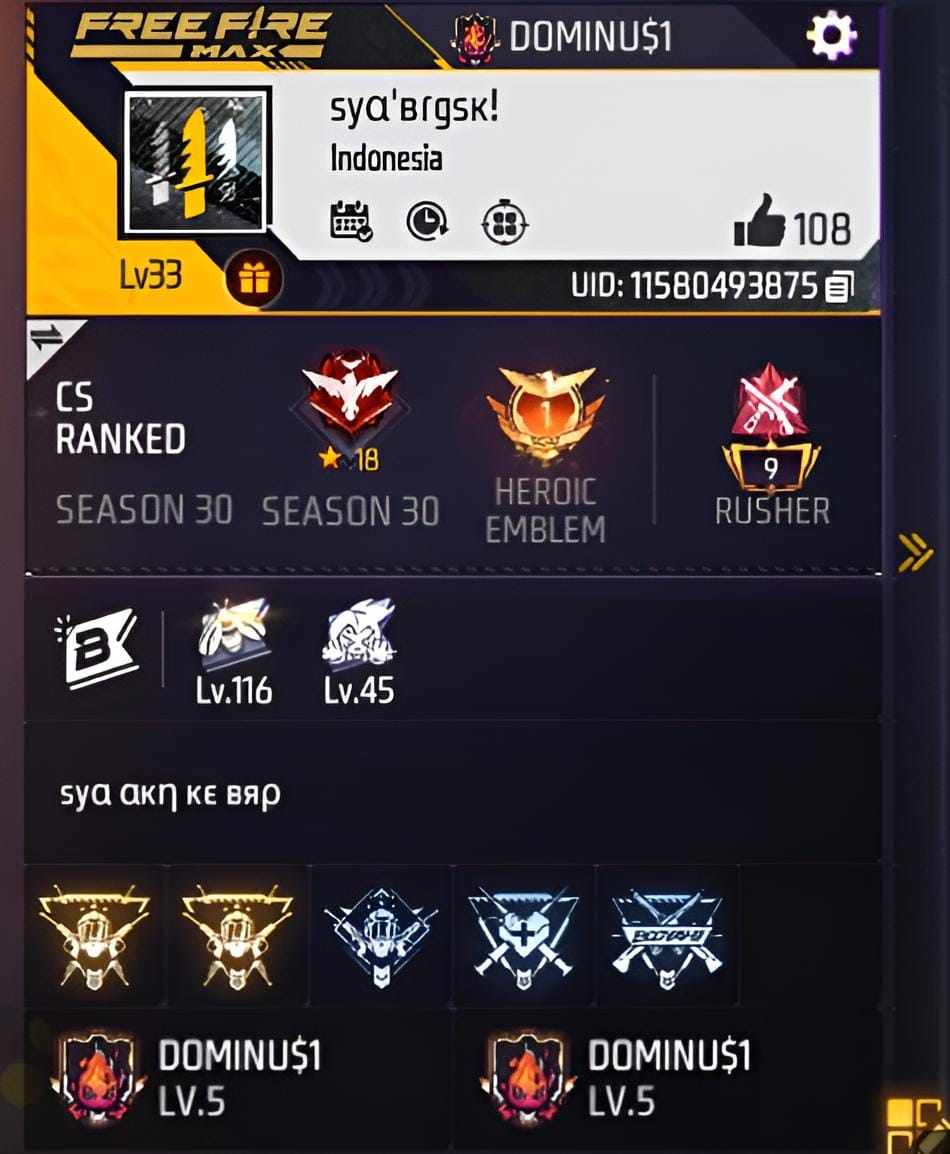 FREE FIRE
MAX
DOMINU$1
syα'вrgsк!
Indonesia
108
Lv33
UID: 11580493875
CS
RANKED
SEASON 30
18
SEASON 30
1
HEROIC
EMBLEM
9
RUSHER
B
Lv.116
Lv.45
syα αкη кε вяρ
BOOYAH!
DOMINU$1
LV.5
DOMINU$1
LV.5